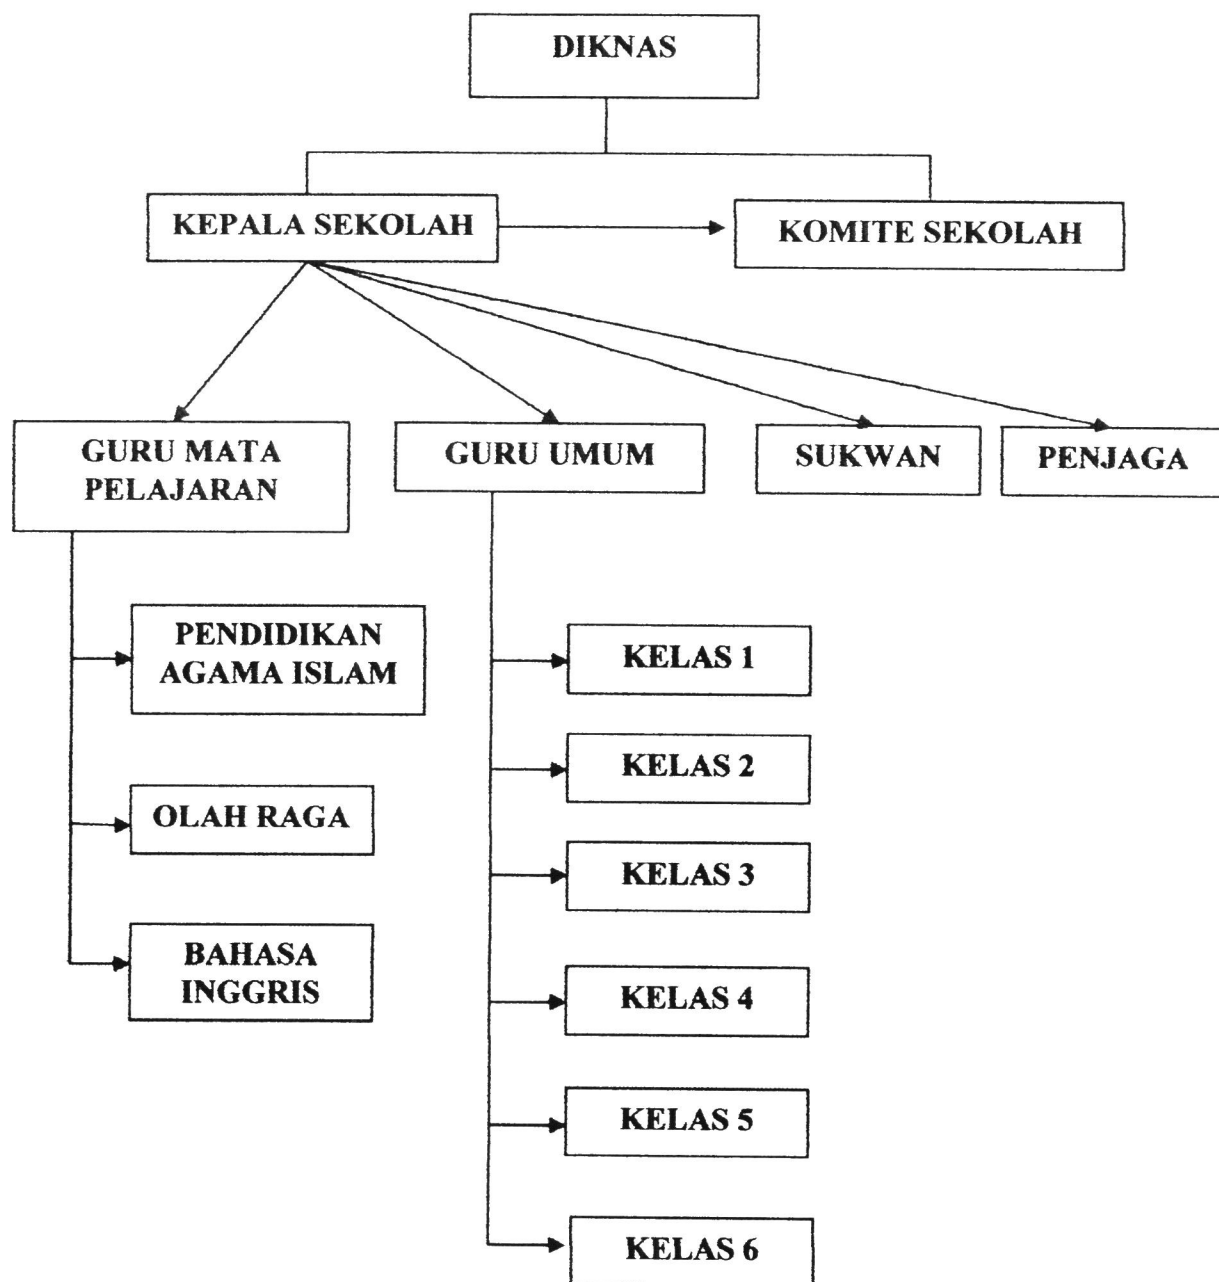 DIKNAS
KEPALA SEKOLAH
KOMITE SEKOLAH
GURU MATA
PELAJARAN
GURU UMUM
SUKWAN
PENJAGA
PENDIDIKAN
AGAMA ISLAM
OLAH RAGA
BAHASA
INGGRIS
KELAS 1
KELAS 2
KELAS 3
KELAS 4
KELAS 5
KELAS 6